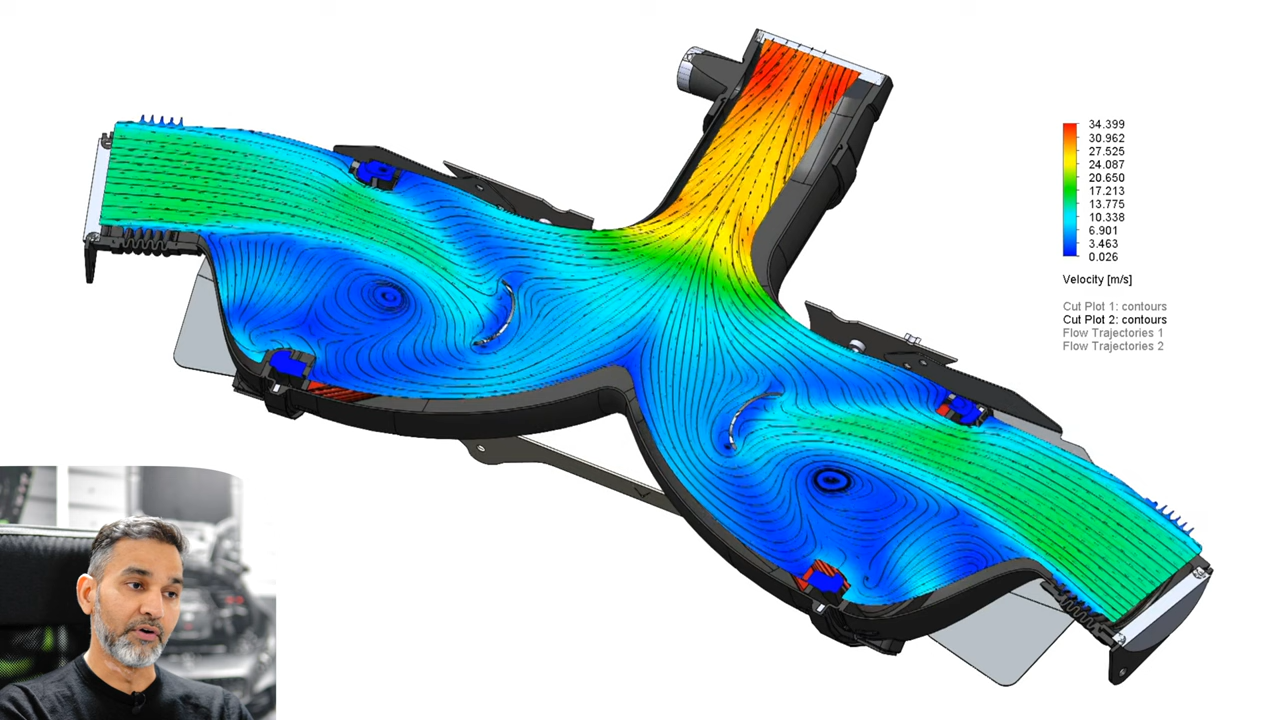 34.399
30.962
27.525
24.087
20.650
17.213
13.775
10.338
6.901
3.463
0.026
Velocity [m/s]
Cut Plot 1: contours
Cut Plot 2: contours
Flow Trajectories 1
Flow Trajectories 2